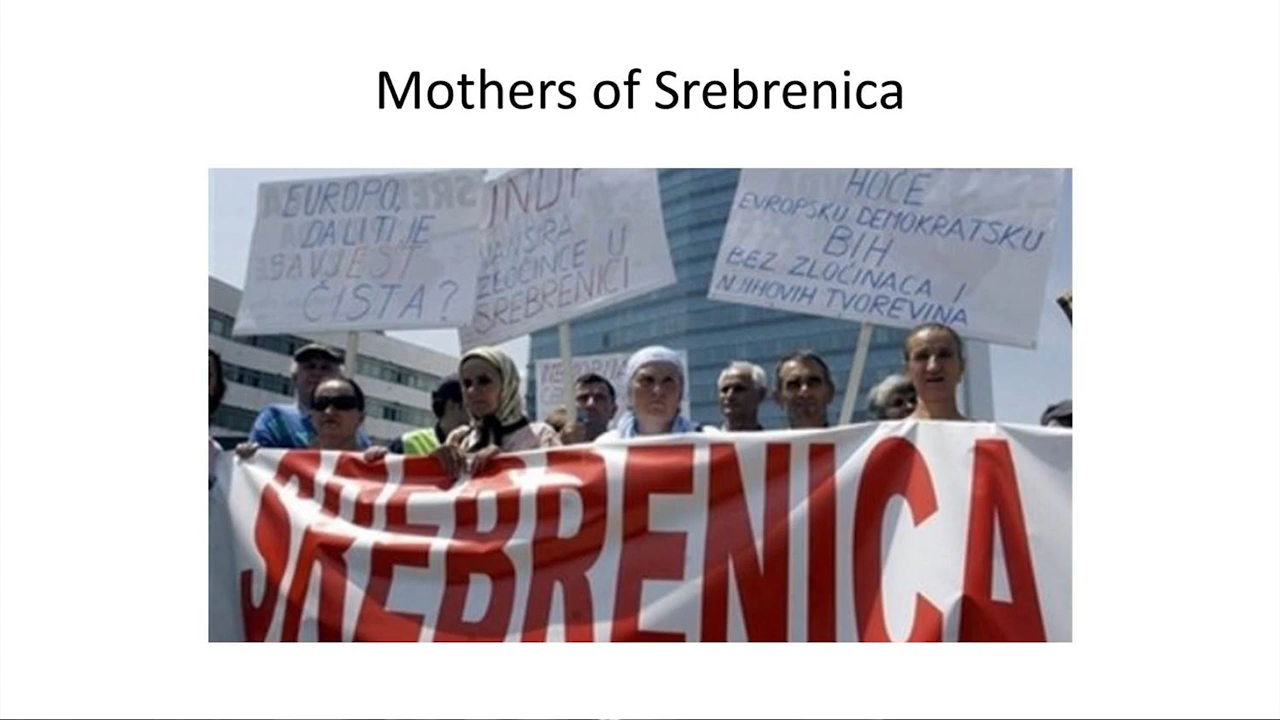 Mothers of Srebrenica
EUROPO,
DA LI TI JE
SAVJEST
ČISTA?
ZLOČINCE U
SREBRENICI
HOĆE
EVROPSKU DEMOKRATSKU
BIH
BEZ ZLOČINACA I
NJIHOVIH TVOREVINA
SREBRENICA